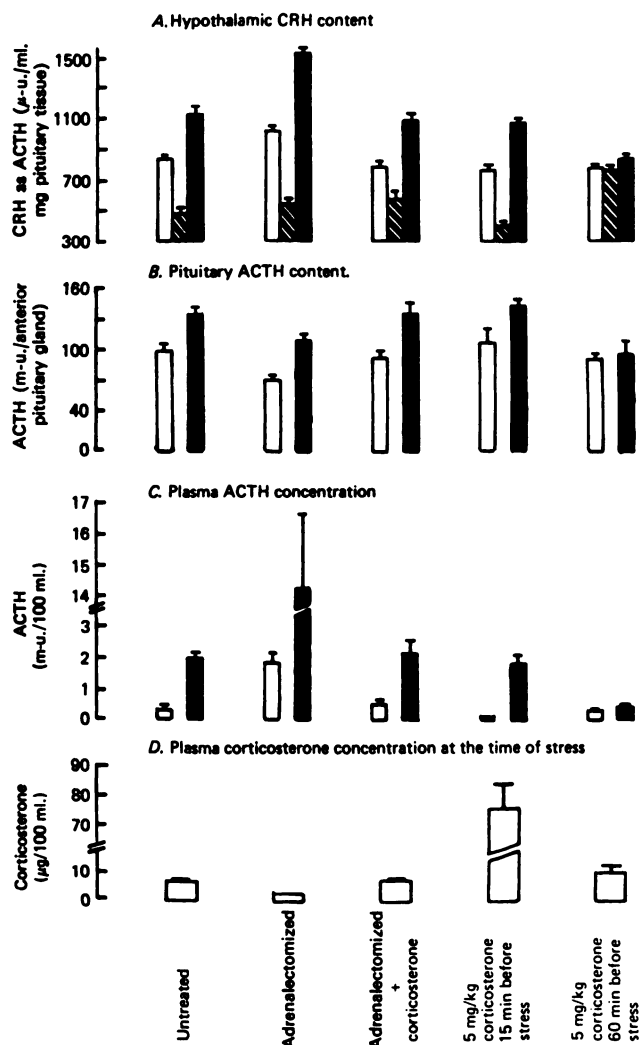 A. Hypothalamic CRH content
CRH as ACTH (μ-u./ml.
mg pituitary tissue)
1500
1100
700
300
B. Pituitary ACTH content.
ACTH (m-u./anterior
pituitary gland)
160
100
40
0
C. Plasma ACTH concentration
ACTH
(m-u./100 ml.)
17
16
15
14
3
2
1
0
D. Plasma corticosterone concentration at the time of stress
Corticosterone
(μg/100 ml.)
90
80
70
10
0
Untreated
Adrenalectomized
Adrenalectomized
+
corticosterone
5 mg/kg
corticosterone
15 min before
stress
5 mg/kg
corticosterone
60 min before
stress